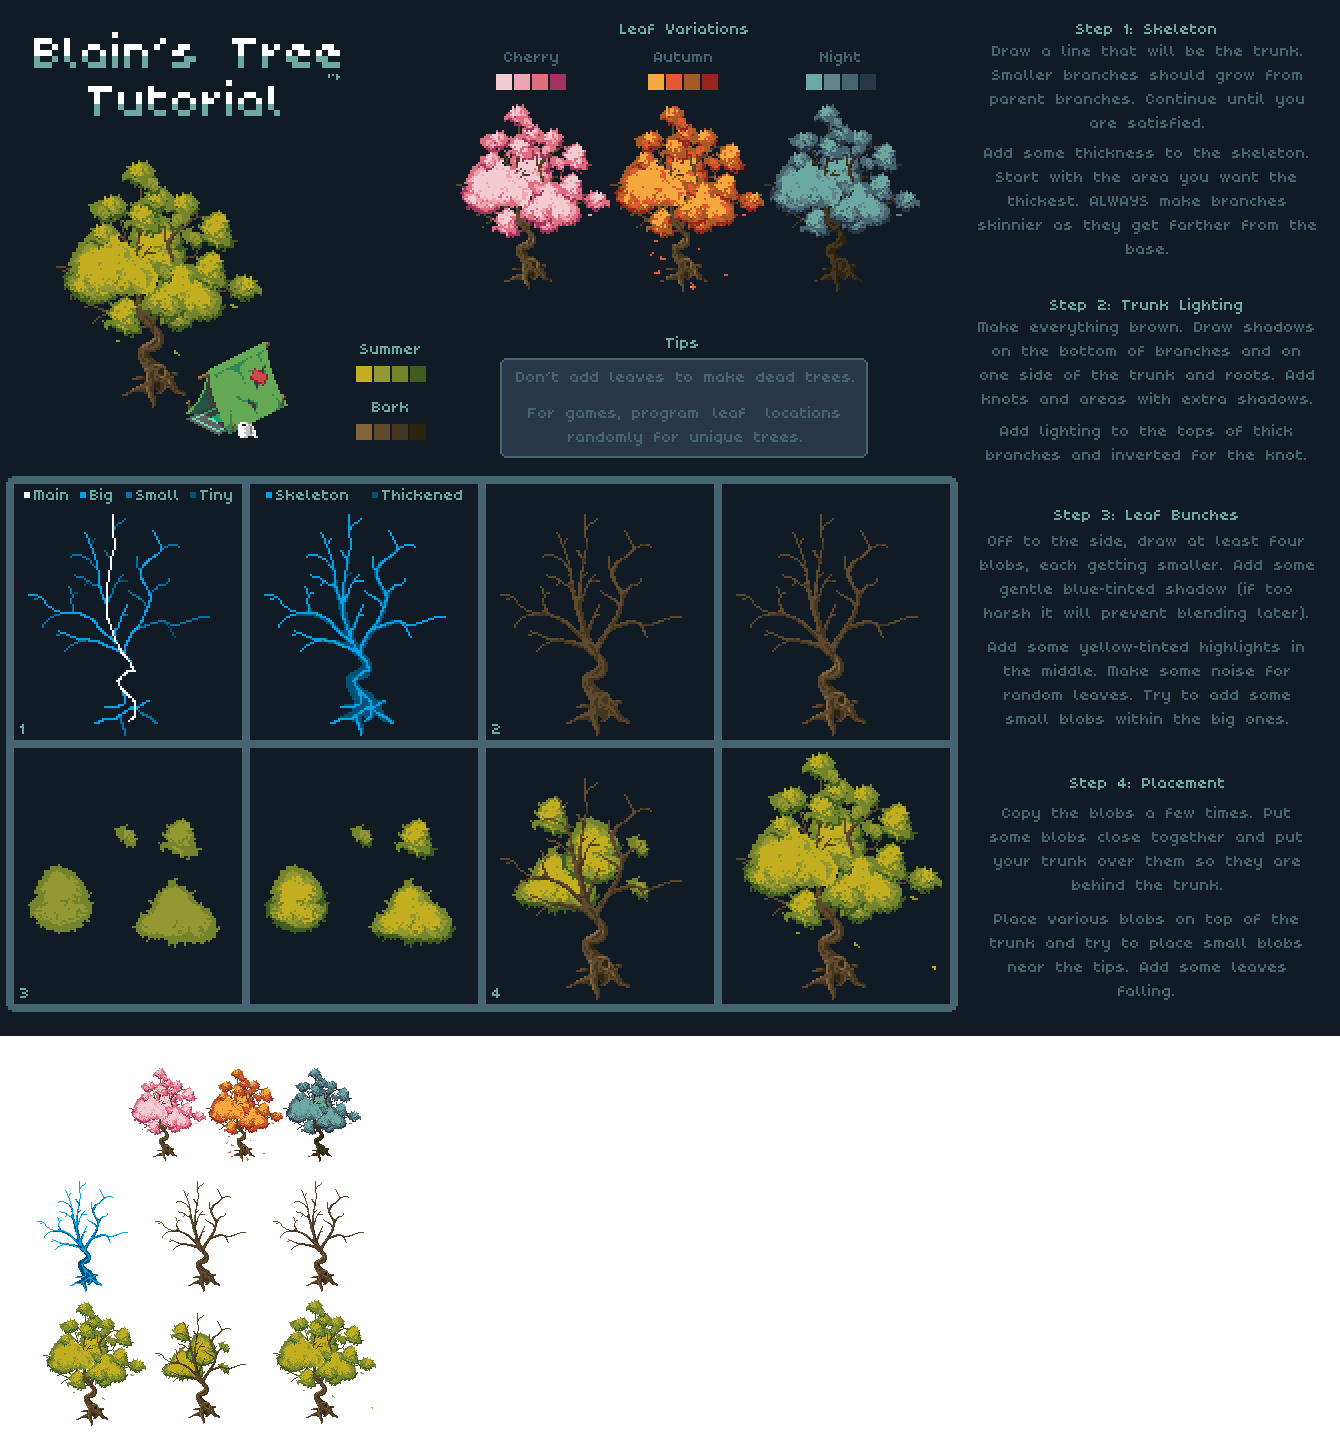 Blain's Tree
Tutorial
Summer
Bark
Leaf Variations
Cherry
Autumn
Night
Tips
Don't add leaves to make dead trees.
For games, program leaf locations
randomly for unique trees.
Main
Big
Small
Tiny
Skeleton
Thickened
1
2
3
4
Step 1: Skeleton
Draw a line that will be the trunk.
Smaller branches should grow from
parent branches. Continue until you
are satisfied.
Add some thickness to the skeleton.
Start with the area you want the
thickest. ALWAYS make branches
skinnier as they get farther from the
base.
Step 2: Trunk Lighting
Make everything brown. Draw shadows
on the bottom of branches and on
one side of the trunk and roots. Add
knots and areas with extra shadows.
Add lighting to the tops of thick
branches and inverted for the knot.
Step 3: Leaf Bunches
Off to the side, draw at least four
blobs, each getting smaller. Add some
gentle blue-tinted shadow (if too
harsh it will prevent blending later).
Add some yellow-tinted highlights in
the middle. Make some noise for
random leaves. Try to add some
small blobs within the big ones.
Step 4: Placement
Copy the blobs a few times. Put
some blobs close together and put
your trunk over them so they are
behind the trunk.
Place various blobs on top of the
trunk and try to place small blobs
near the tips. Add some leaves
falling.